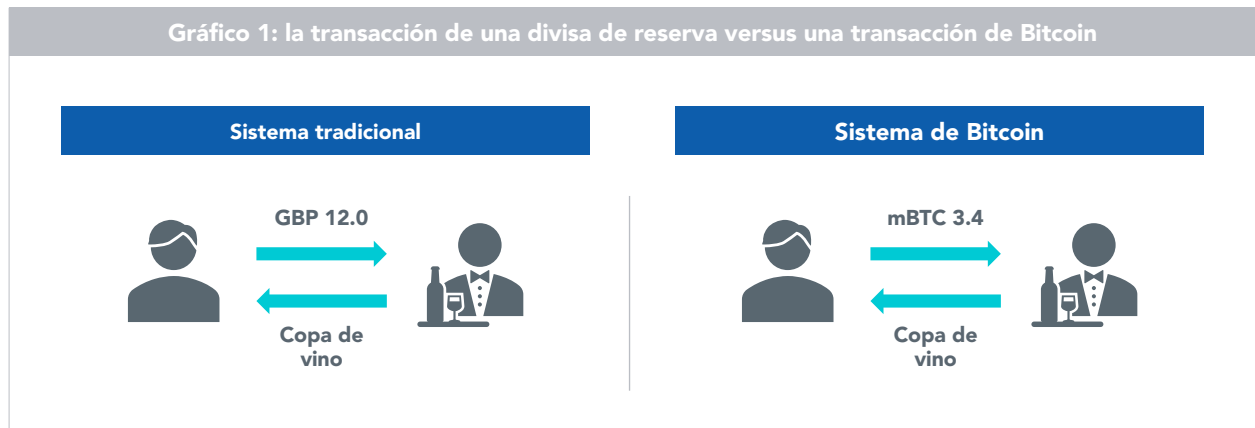 Gráfico 1: la transacción de una divisa de reserva versus una transacción de Bitcoin
Sistema tradicional
GBP 12.0
Copa de
vino
Sistema de Bitcoin
mBTC 3.4
Copa de
vino